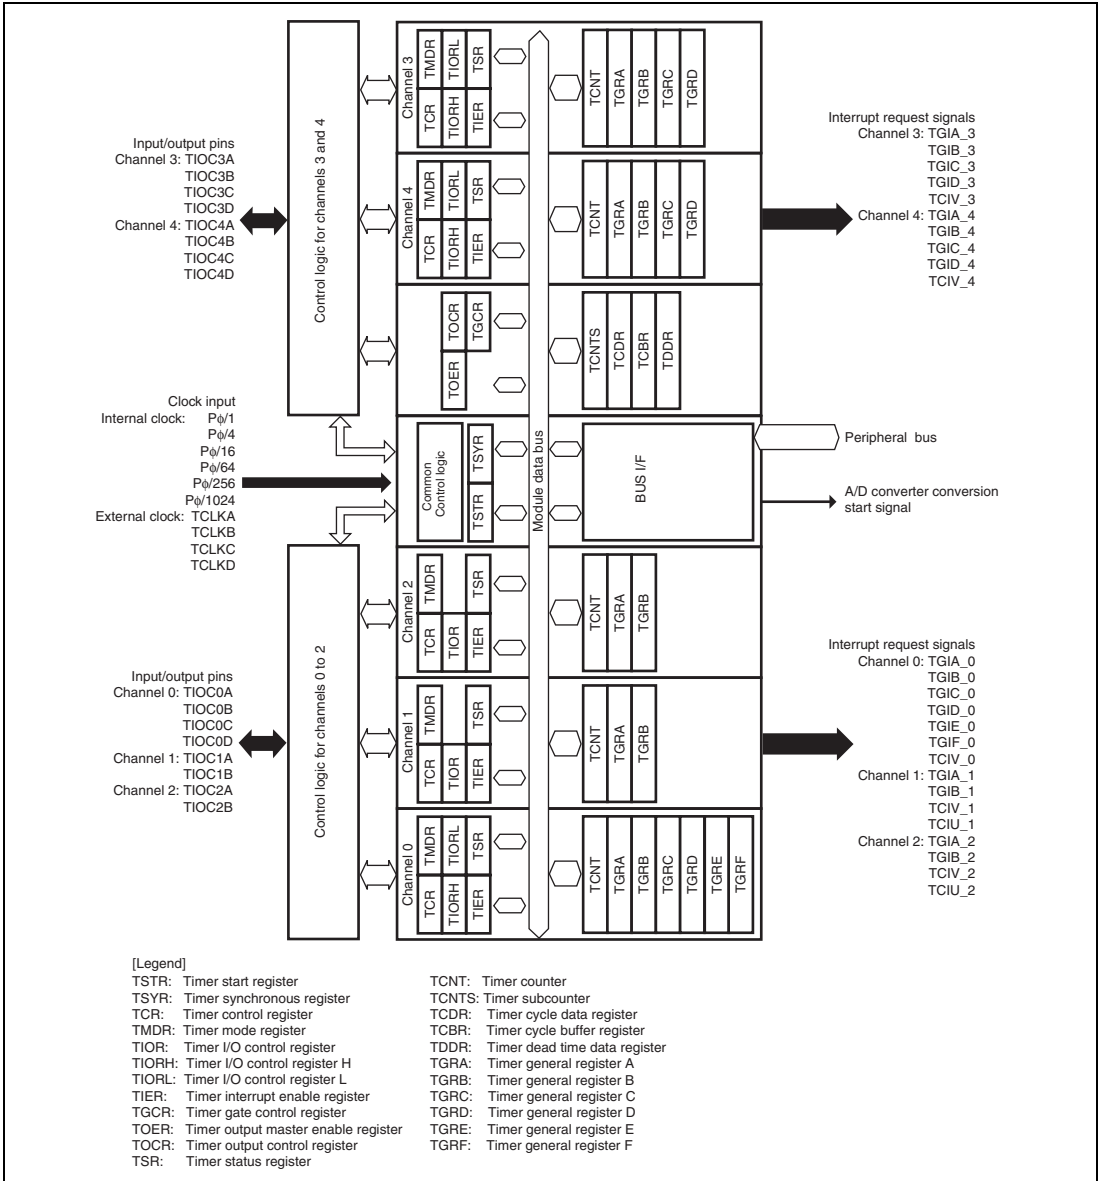 Input/output pins
Channel 3: TIOC3A
TIOC3B
TIOC3C
TIOC3D
Channel 4: TIOC4A
TIOC4B
TIOC4C
TIOC4D
Clock input
Internal clock: Pϕ/1
Pϕ/4
Pϕ/16
Pϕ/64
Pϕ/256
Pϕ/1024
External clock: TCLKA
TCLKB
TCLKC
TCLKD
Input/output pins
Channel 0: TIOC0A
TIOC0B
TIOC0C
TIOC0D
Channel 1: TIOC1A
TIOC1B
Channel 2: TIOC2A
TIOC2B
Control logic for channels 3 and 4
Control logic for channels 0 to 2
Channel 3
TMDR
TIORL
TSR
TCR
TIORH
TIER
TCNT
TGRA
TGRB
TGRC
TGRD
Channel 4
TMDR
TIORL
TSR
TCR
TIORH
TIER
TCNT
TGRA
TGRB
TGRC
TGRD
TOCR
TGCR
TOER
TCNTS
TCDR
TCBR
TDDR
Common
Control logic
TSYR
TSTR
Module data bus
BUS I/F
Channel 2
TMDR
TSR
TCR
TIOR
TIER
TCNT
TGRA
TGRB
Channel 1
TMDR
TSR
TCR
TIOR
TIER
TCNT
TGRA
TGRB
Channel 0
TMDR
TIORL
TSR
TCR
TIORH
TIER
TCNT
TGRA
TGRB
TGRC
TGRD
TGRE
TGRF
Interrupt request signals
Channel 3: TGIA_3
TGIB_3
TGIC_3
TGID_3
TCIV_3
Channel 4: TGIA_4
TGIB_4
TGIC_4
TGID_4
TCIV_4
Peripheral bus
A/D converter conversion
start signal
Interrupt request signals
Channel 0: TGIA_0
TGIB_0
TGIC_0
TGID_0
TGIE_0
TGIF_0
TCIV_0
Channel 1: TGIA_1
TGIB_1
TCIV_1
TCIU_1
Channel 2: TGIA_2
TGIB_2
TCIV_2
TCIU_2
[Legend]
TSTR: Timer start register
TSYR: Timer synchronous register
TCR: Timer control register
TMDR: Timer mode register
TIOR: Timer I/O control register
TIORH: Timer I/O control register H
TIORL: Timer I/O control register L
TIER: Timer interrupt enable register
TGCR: Timer gate control register
TOER: Timer output master enable register
TOCR: Timer output control register
TSR: Timer status register
TCNT: Timer counter
TCNTS: Timer subcounter
TCDR: Timer cycle data register
TCBR: Timer cycle buffer register
TDDR: Timer dead time data register
TGRA: Timer general register A
TGRB: Timer general register B
TGRC: Timer general register C
TGRD: Timer general register D
TGRE: Timer general register E
TGRF: Timer general register F